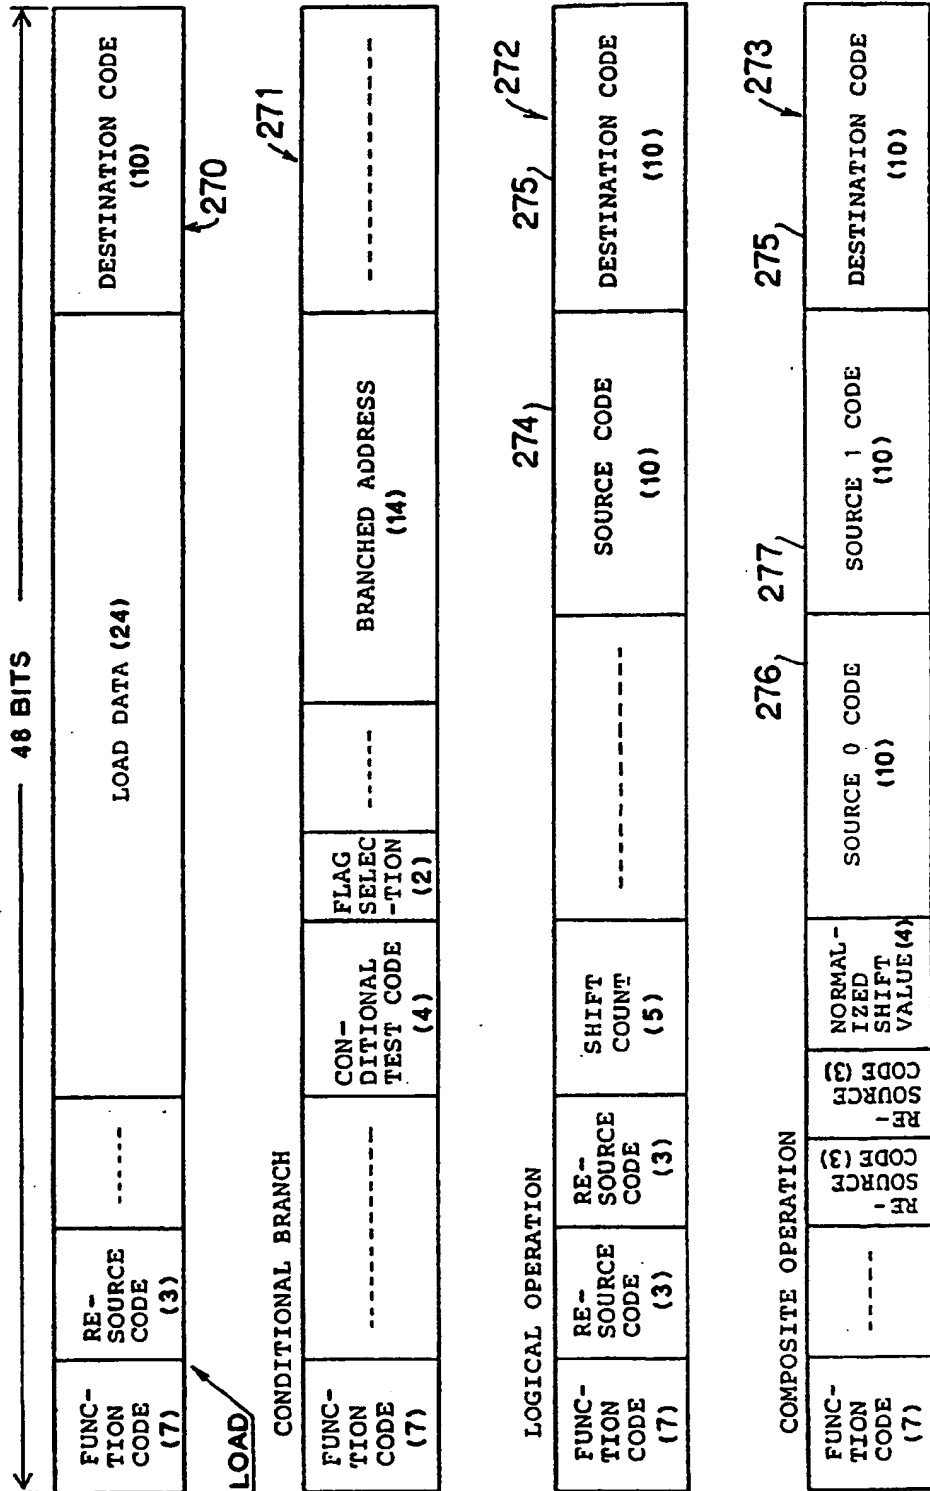 48 BITS
FUNC-
TION
CODE
(7)
RE-
SOURCE
CODE
(3)
------
LOAD DATA (24)
DESTINATION CODE
(10)
LOAD
270
CONDITIONAL BRANCH
271
FUNC-
TION
CODE
(7)
------------
CON-
DITIONAL
TEST CODE
(4)
FLAG
SELEC
-TION
(2)
------
BRANCHED ADDRESS
(14)
--------------
LOGICAL OPERATION
274
275
272
FUNC-
TION
CODE
(7)
RE-
SOURCE
CODE
(3)
RE-
SOURCE
CODE
(3)
SHIFT
COUNT
(5)
-------------
SOURCE CODE
(10)
DESTINATION CODE
(10)
COMPOSITE OPERATION
276
277
275
273
FUNC-
TION
CODE
(7)
-----
RE-
SOURCE
CODE (3)
RE-
SOURCE
CODE (3)
NORMAL-
IZED
SHIFT
VALUE(4)
SOURCE 0 CODE
(10)
SOURCE 1 CODE
(10)
DESTINATION CODE
(10)